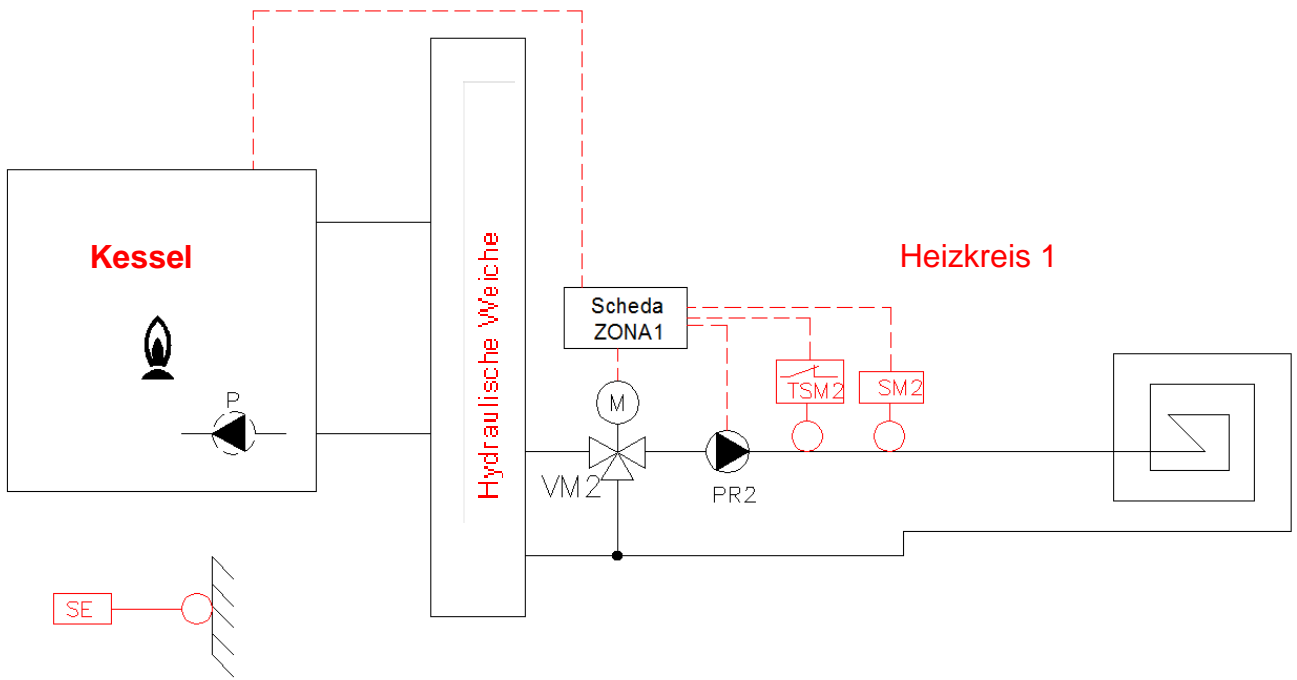 Kessel
P
Hydraulische Weiche
Heizkreis 1
Scheda
ZONA1
M
TSM2
SM2
VM2
PR2
SE